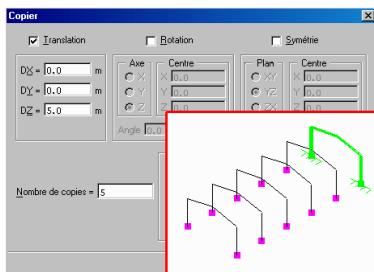 Copier
Translation
Rotation
Symétrie
DX = 0.0 m
DY = 0.0 m
DZ = 5.0 m
Axe
X
Y
Z
Centre
X 0.0
Y 0.0
Z 0.0
Angle 0.0
Plan
XY
YZ
ZX
Centre
X 0.0
Y 0.0
Z 0.0
Nombre de copies = 5